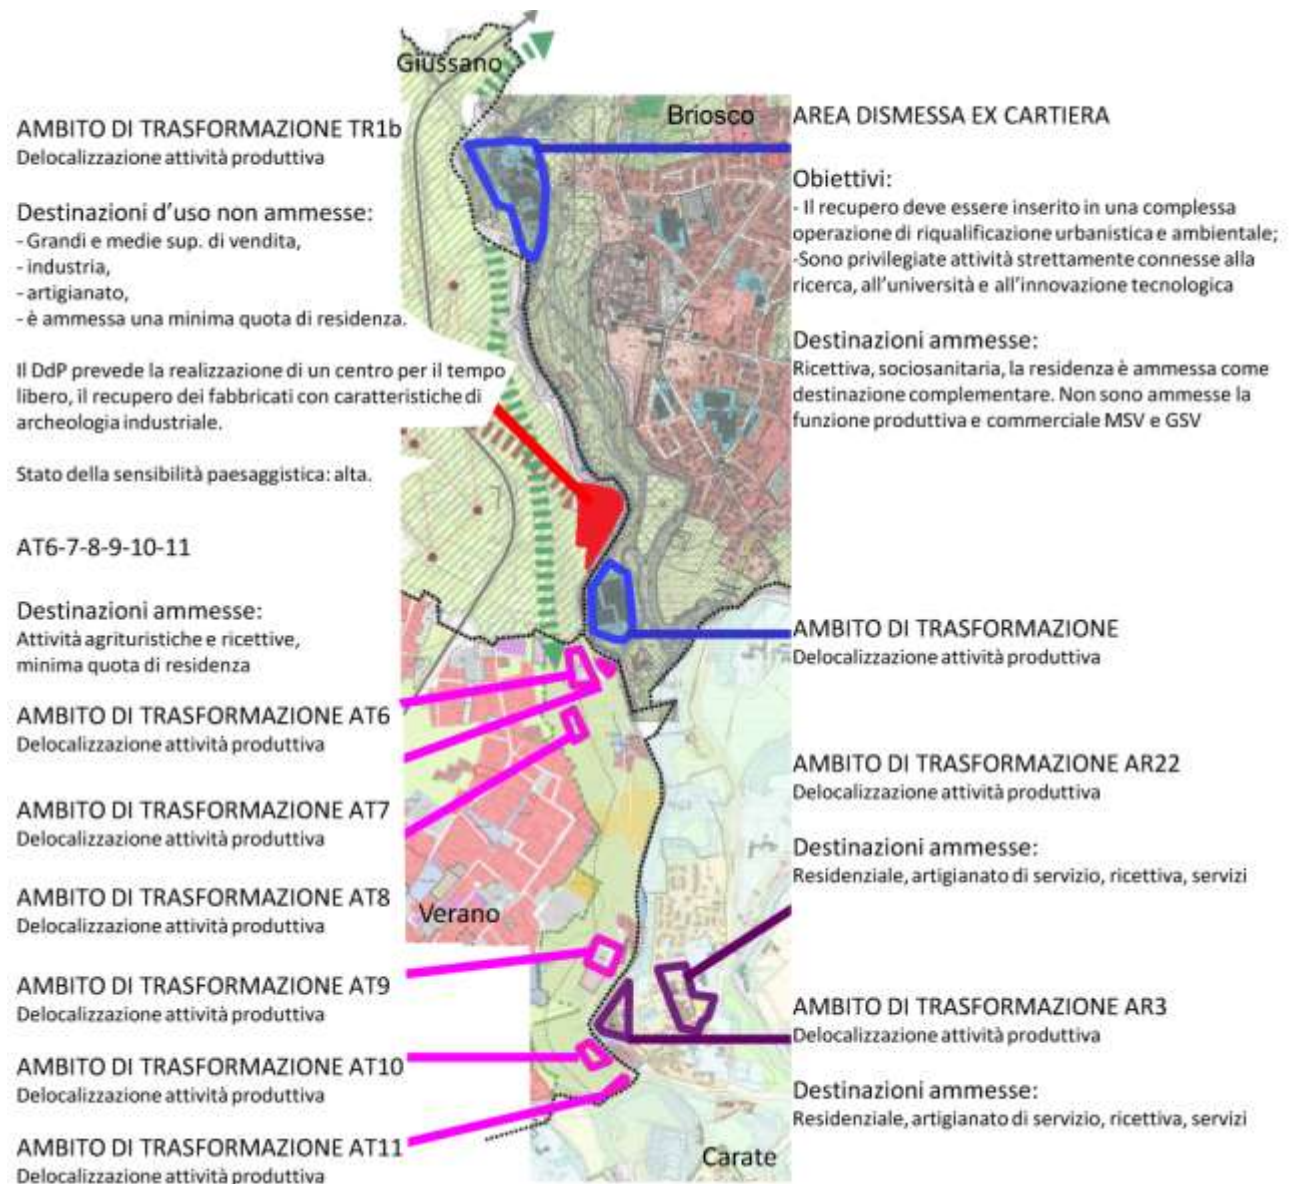 Giussano
Briosco
Verano
Carate
AMBITO DI TRASFORMAZIONE TR1b
Delocalizzazione attività produttiva
Destinazioni d'uso non ammesse:
- Grandi e medie sup. di vendita,
- industria,
- artigianato,
- è ammessa una minima quota di residenza.
Il DdP prevede la realizzazione di un centro per il tempo
libero, il recupero dei fabbricati con caratteristiche di
archeologia industriale.
Stato della sensibilità paesaggistica: alta.
AT6-7-8-9-10-11
Destinazioni ammesse:
Attività agrituristiche e ricettive,
minima quota di residenza
AMBITO DI TRASFORMAZIONE AT6
Delocalizzazione attività produttiva
AMBITO DI TRASFORMAZIONE AT7
Delocalizzazione attività produttiva
AMBITO DI TRASFORMAZIONE AT8
Delocalizzazione attività produttiva
AMBITO DI TRASFORMAZIONE AT9
Delocalizzazione attività produttiva
AMBITO DI TRASFORMAZIONE AT10
Delocalizzazione attività produttiva
AMBITO DI TRASFORMAZIONE AT11
Delocalizzazione attività produttiva
AREA DISMESSA EX CARTIERA
Obiettivi:
- Il recupero deve essere inserito in una complessa
operazione di riqualificazione urbanistica e ambientale;
-Sono privilegiate attività strettamente connesse alla
ricerca, all'università e all'innovazione tecnologica
Destinazioni ammesse:
Ricettiva, sociosanitaria, la residenza è ammessa come
destinazione complementare. Non sono ammesse la
funzione produttiva e commerciale MSV e GSV
AMBITO DI TRASFORMAZIONE
Delocalizzazione attività produttiva
AMBITO DI TRASFORMAZIONE AR22
Delocalizzazione attività produttiva
Destinazioni ammesse:
Residenziale, artigianato di servizio, ricettiva, servizi
AMBITO DI TRASFORMAZIONE AR3
Delocalizzazione attività produttiva
Destinazioni ammesse:
Residenziale, artigianato di servizio, ricettiva, servizi